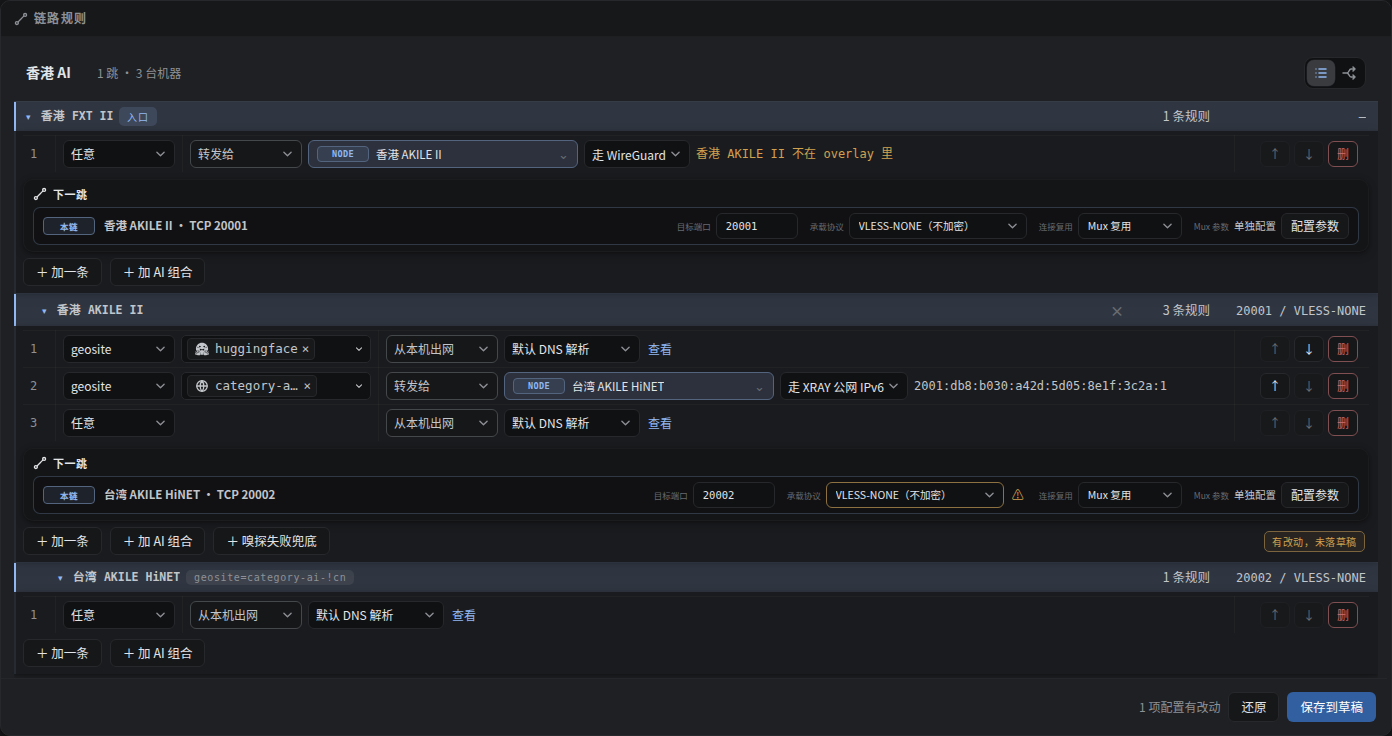 链路规则
香港 AI 1 跳 · 3 台机器
▾ 香港 FXT II 入口 1 条规则 —
1 任意 转发给 NODE 香港 AKILE II 走 WireGuard 香港 AKILE II 不在 overlay 里 ↑ ↓ 删
下一跳
本链 香港 AKILE II · TCP 20001 目标端口 20001 承载协议 VLESS-NONE（不加密） 连接复用 Mux 复用 Mux 参数 单独配置 配置参数
＋ 加一条 ＋ 加 AI 组合
▾ 香港 AKILE II × 3 条规则 20001 / VLESS-NONE
1 geosite huggingface × 从本机出网 默认 DNS 解析 查看 ↑ ↓ 删
2 geosite category-a… × 转发给 NODE 台湾 AKILE HiNET 走 XRAY 公网 IPv6 2001:db8:b030:a42d:5d05:8e1f:3c2a:1 ↑ ↓ 删
3 任意 从本机出网 默认 DNS 解析 查看 ↑ ↓ 删
下一跳
本链 台湾 AKILE HiNET · TCP 20002 目标端口 20002 承载协议 VLESS-NONE（不加密） 连接复用 Mux 复用 Mux 参数 单独配置 配置参数
＋ 加一条 ＋ 加 AI 组合 ＋ 嗅探失败兜底 有改动，未落草稿
▾ 台湾 AKILE HiNET geosite=category-ai-!cn 1 条规则 20002 / VLESS-NONE
1 任意 从本机出网 默认 DNS 解析 查看 ↑ ↓ 删
＋ 加一条 ＋ 加 AI 组合
1 项配置有改动 还原 保存到草稿